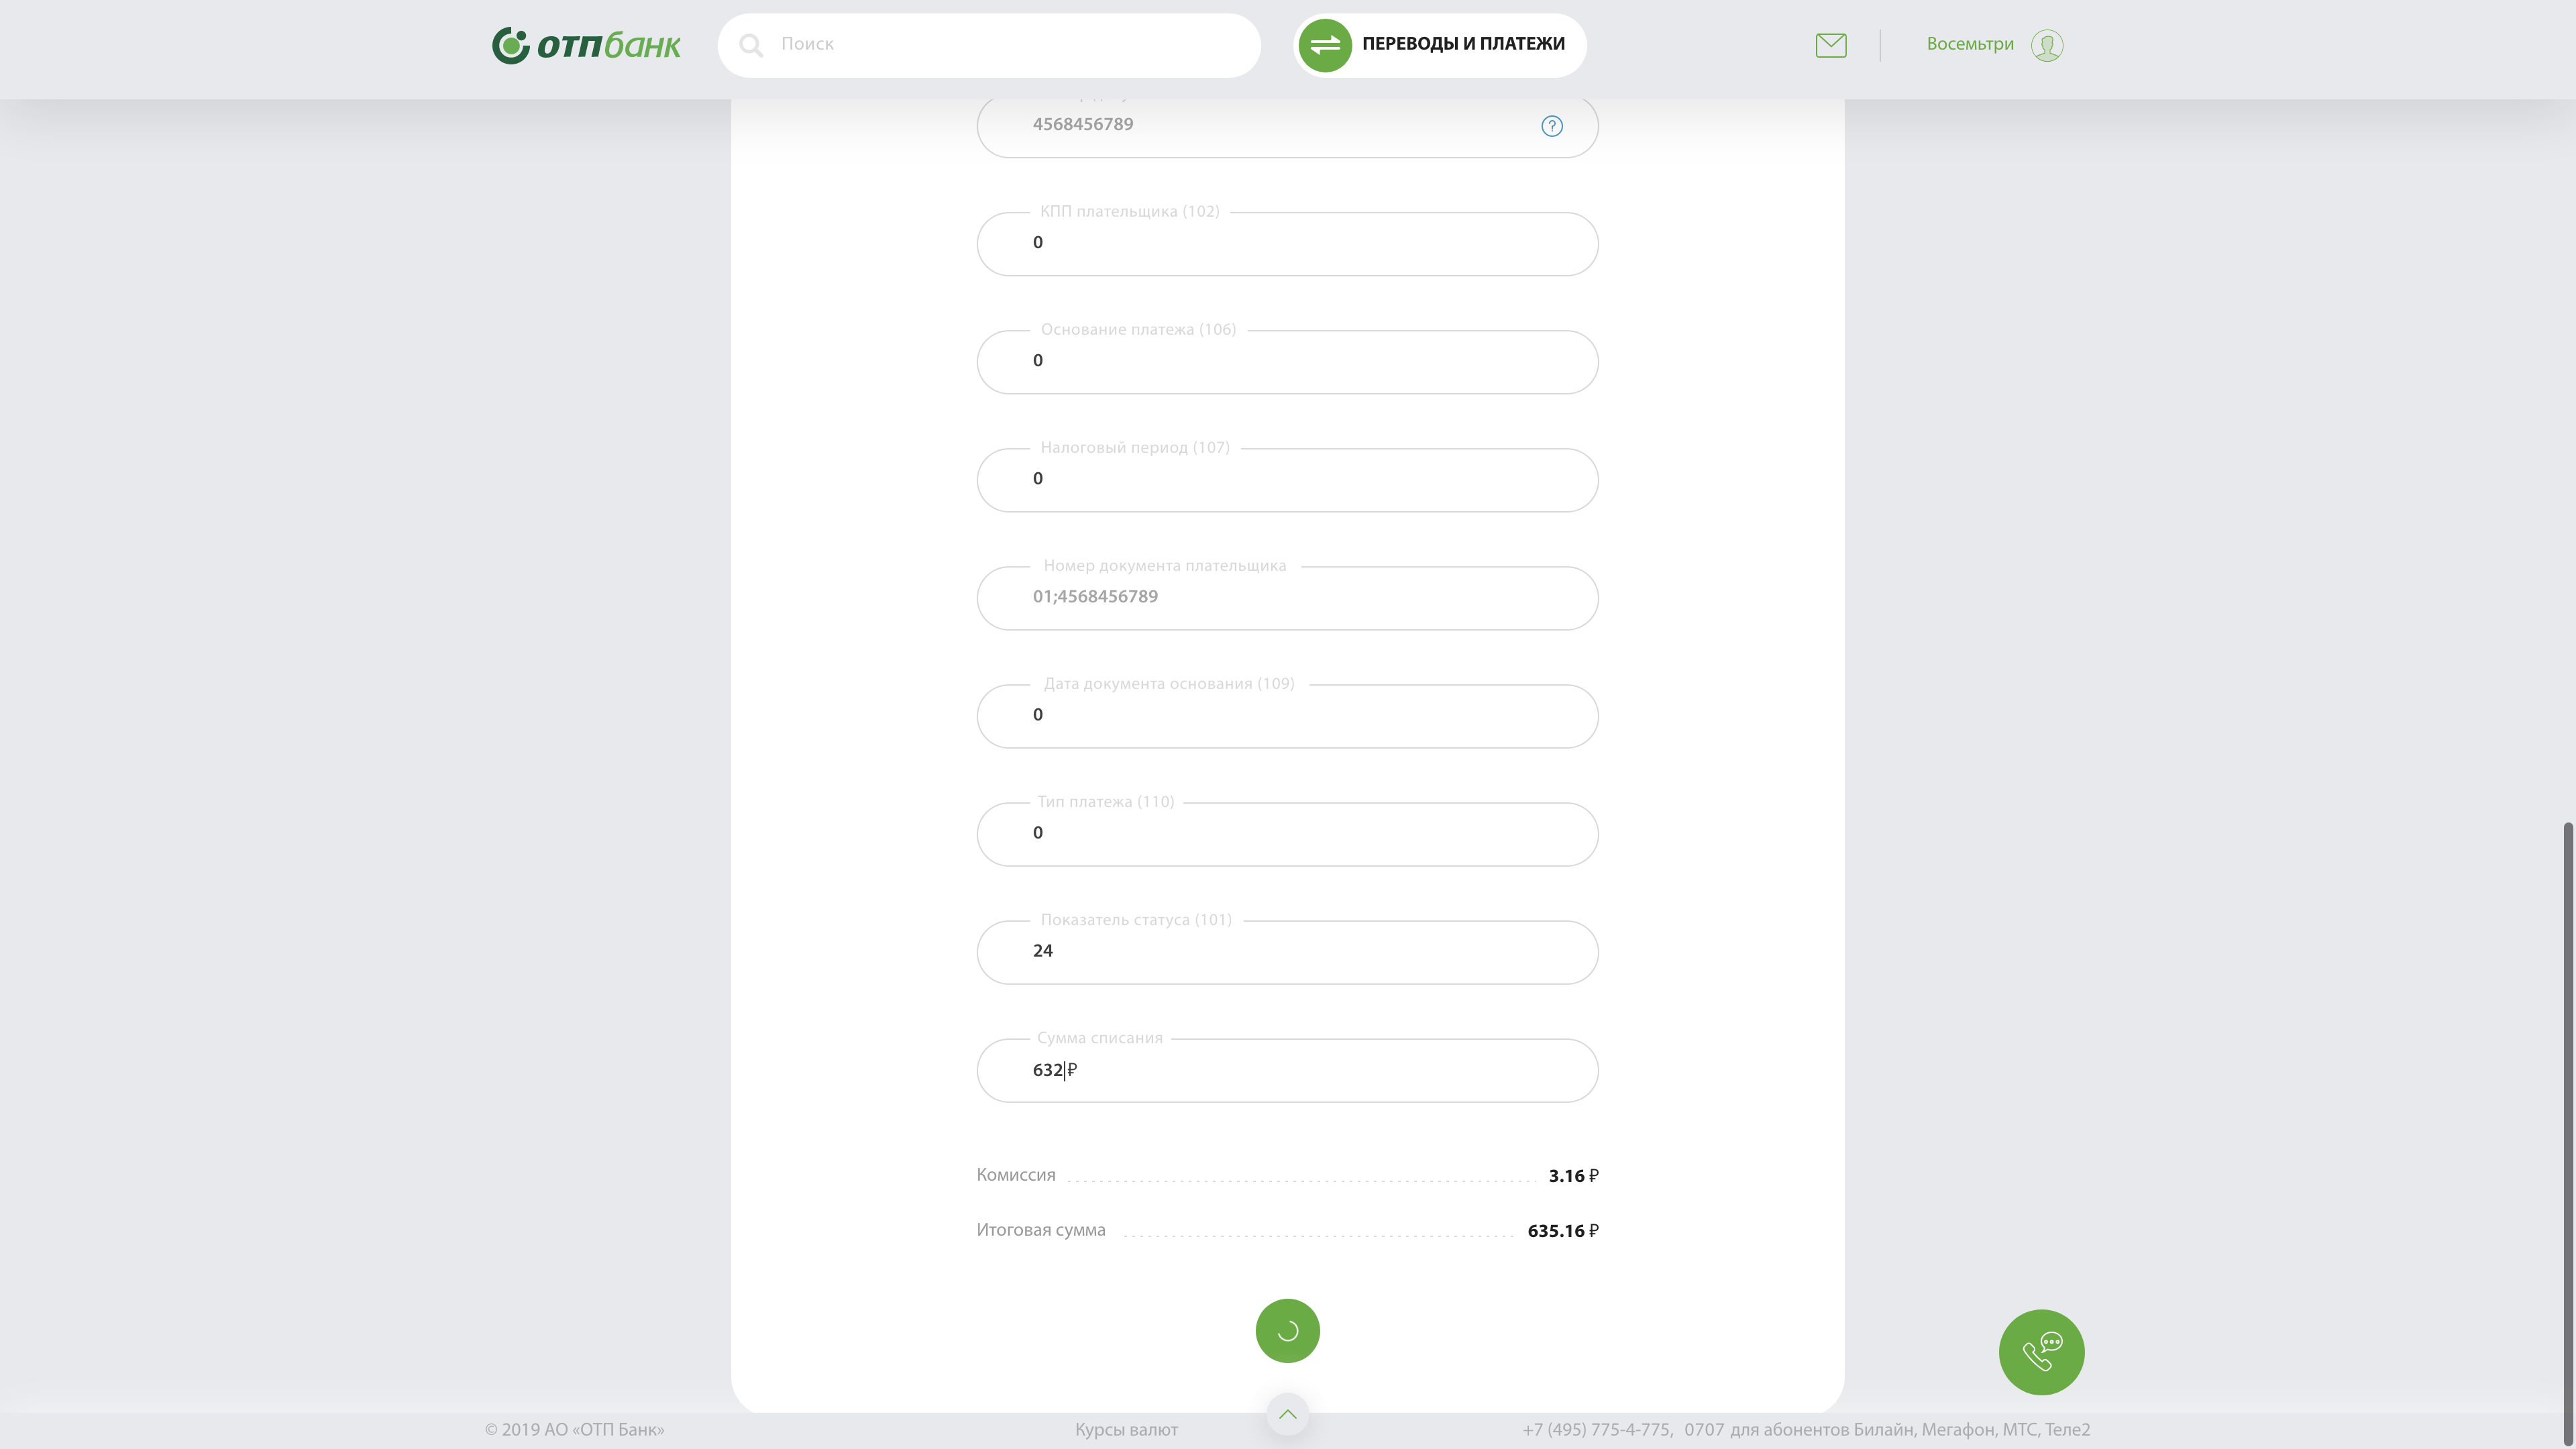 отпбанк
Поиск
ПЕРЕВОДЫ И ПЛАТЕЖИ
Восемьтри
4568456789
КПП плательщика (102)
0
Основание платежа (106)
0
Налоговый период (107)
0
Номер документа плательщика
01;4568456789
Дата документа основания (109)
0
Тип платежа (110)
0
Показатель статуса (101)
24
Сумма списания
632 ₽
Комиссия 3.16 ₽
Итоговая сумма 635.16 ₽
© 2019 АО «ОТП Банк»
Курсы валют
+7 (495) 775-4-775, 0707 для абонентов Билайн, Мегафон, МТС, Теле2